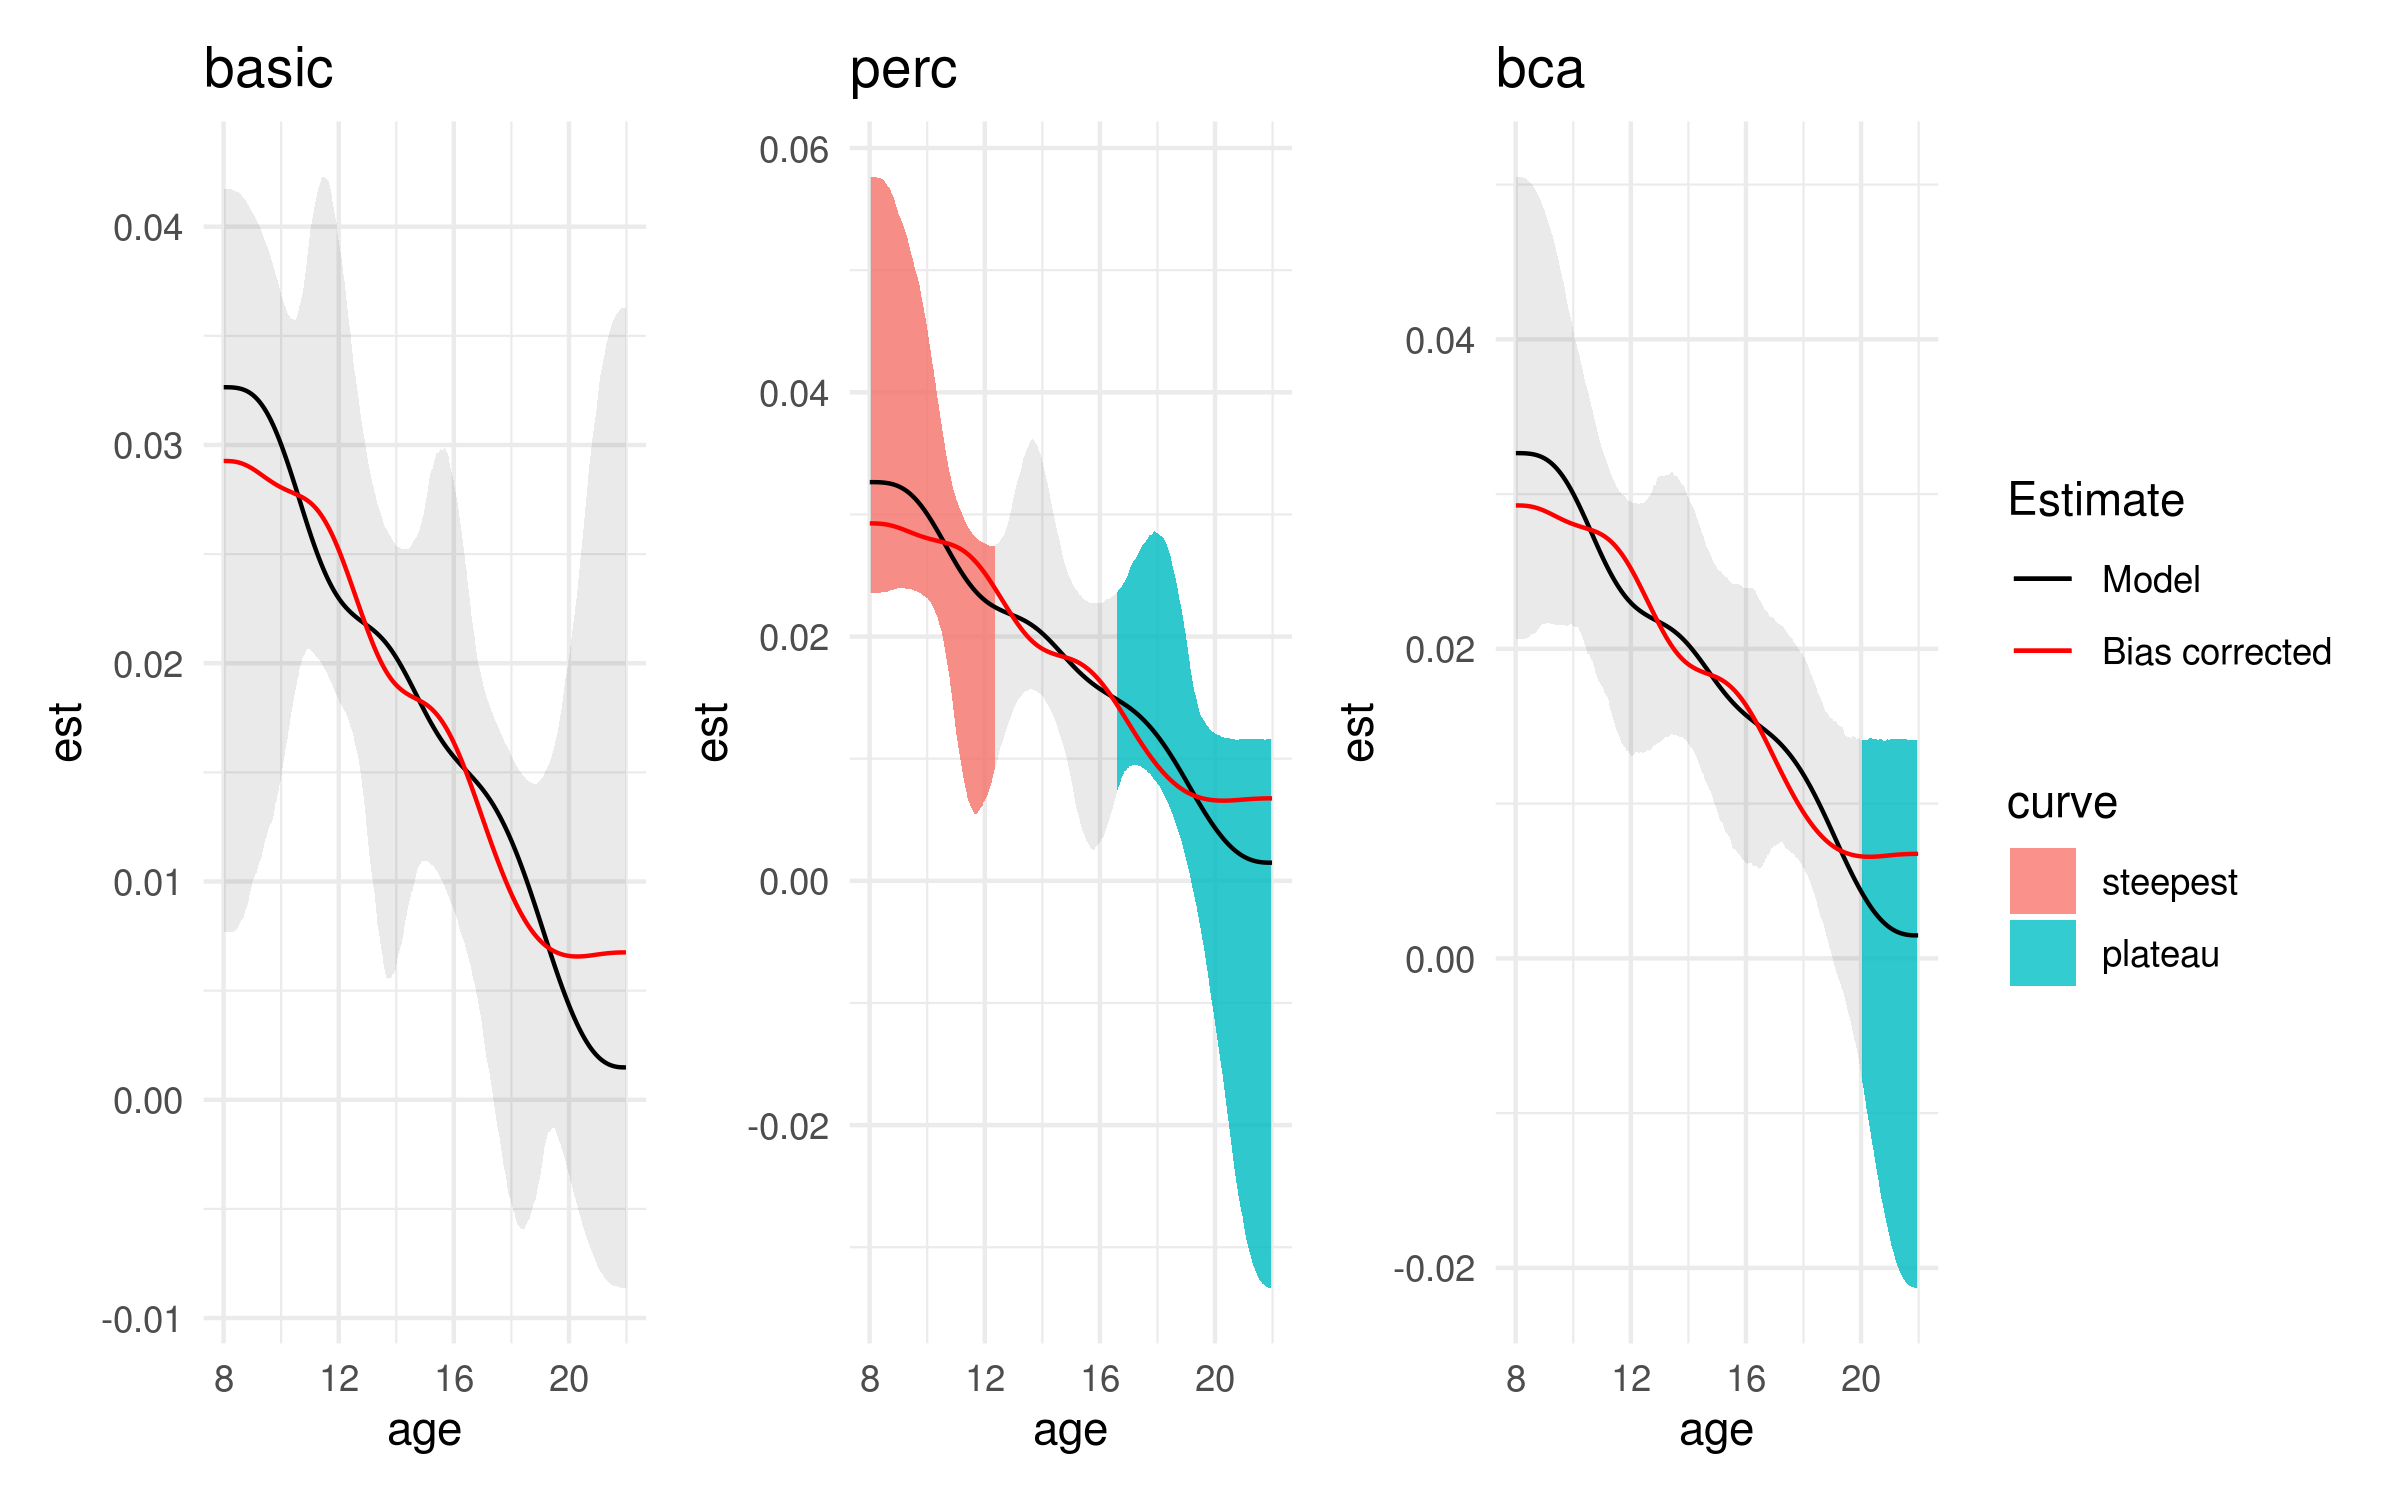 basic
perc
bca
est
0.04
0.03
0.02
0.01
0.00
-0.01
8 12 16 20
age
est
0.06
0.04
0.02
0.00
-0.02
8 12 16 20
age
est
0.04
0.02
0.00
-0.02
8 12 16 20
age
Estimate
Model
Bias corrected
curve
steepest
plateau